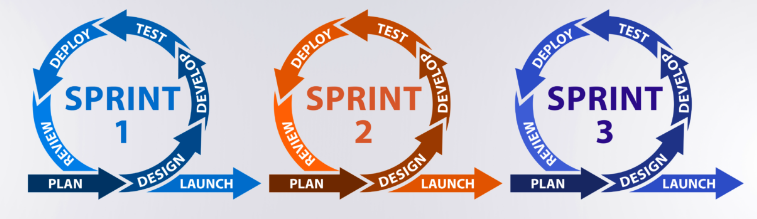 SPRINT
1
PLAN
DESIGN
DEVELOP
TEST
DEPLOY
REVIEW
LAUNCH
SPRINT
2
PLAN
DESIGN
DEVELOP
TEST
DEPLOY
REVIEW
LAUNCH
SPRINT
3
PLAN
DESIGN
DEVELOP
TEST
DEPLOY
REVIEW
LAUNCH